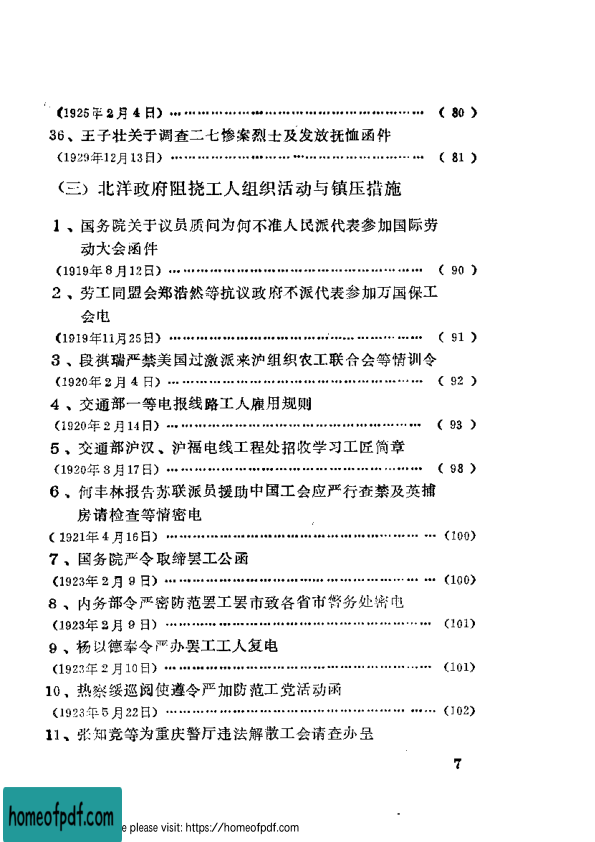 (1925年2月4日) …………………………………… ( 80 )
36、王子壮关于调查二七惨案烈士及发放抚恤函件
(1929年12月13日) …………………………………… ( 81 )
(三) 北洋政府阻挠工人组织活动与镇压措施
1、国务院关于议员质问为何不准人民派代表参加国际劳
动大会函件
(1919年8月12日) …………………………………… ( 90 )
2、劳工同盟会郑浩然等抗议政府不派代表参加万国保工
会电
(1919年11月25日) …………………………………… ( 91 )
3、段祺瑞严禁美国过激派来沪组织农工联合会等情训令
(1920年2月4日) …………………………………… ( 92 )
4、交通部一等电报线路工人雇用规则
(1920年2月14日) …………………………………… ( 93 )
5、交通部沪汉、沪福电线工程处招收学习工匠简章
(1920年3月17日) …………………………………… ( 98 )
6、何丰林报告苏联派员援助中国工会应严行查禁及英捕
房请检查等情密电
(1921年4月16日) …………………………………… (100)
7、国务院严令取缔罢工公函
(1923年2月9日) …………………………………… (100)
8、内务部令严密防范罢工罢市致各省市警务处密电
(1923年2月9日) …………………………………… (101)
9、杨以德奉令严办罢工工人复电
(1923年2月10日) …………………………………… (101)
10、热察绥巡阅使遵令严加防范工党活动函
(1923年5月22日) …………………………………… (102)
11、张知竞等为重庆警厅违法解散工会请查办呈
7
homeofpdf.com
e please visit: https://homeofpdf.com